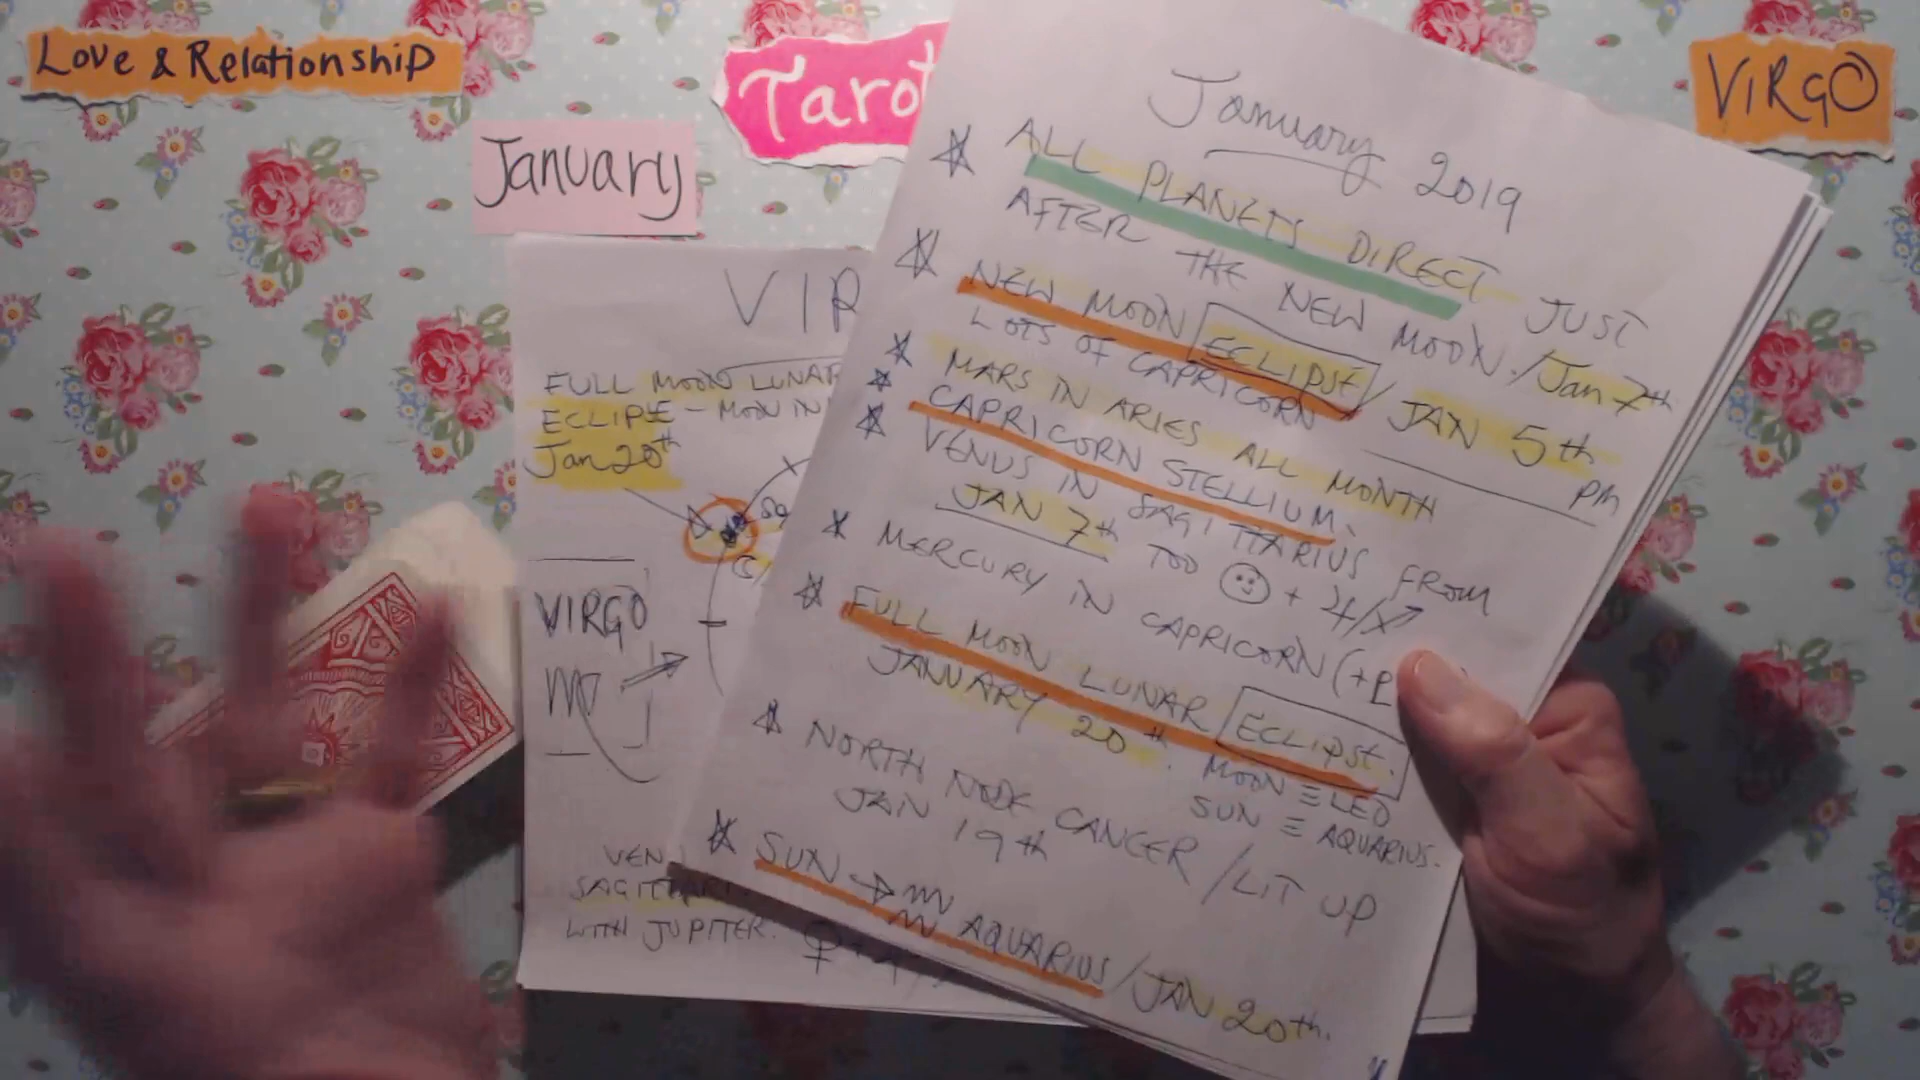 Love & Relationship
Tarot
VIRGO
January
January 2019
ALL PLANETS DIRECT JUST
AFTER THE NEW MOON. / Jan 7th
NEW MOON ECLIPSE / JAN 5th
LOTS OF CAPRICORN pm
MARS IN ARIES ALL MONTH
CAPRICORN STELLIUM.
VENUS IN SAGITTARIUS FROM
JAN 7th TOO ☺ + ♃/♐
MERCURY IN CAPRICORN (+
FULL MOON LUNAR ECLIPSE.
JANUARY 20th. MOON ≡ LEO
SUN ≡ AQUARIUS.
NORTH NODE CANCER / LIT UP
JAN 19th
SUN → ♒ AQUARIUS / JAN 20th.
VIR
FULL MOON LUNAR
ECLIPSE - MOON IN
Jan 20th
VIRGO
♍
VEN
SAGITTARI
WITH JUPITER. ♀ +